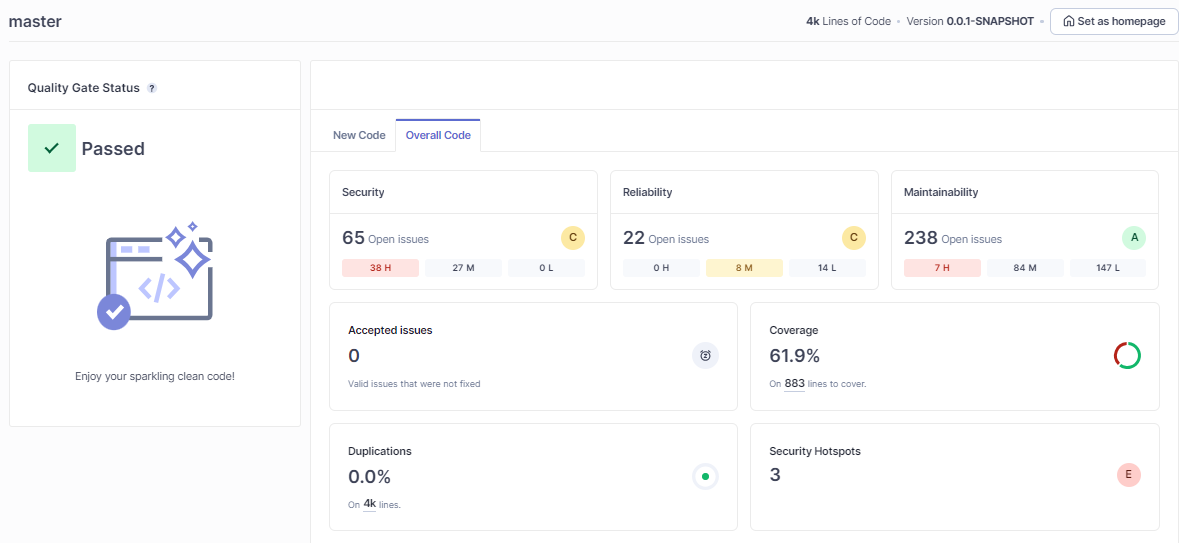 master
4k Lines of Code • Version 0.0.1-SNAPSHOT • Set as homepage
Quality Gate Status ?
Passed
Enjoy your sparkling clean code!
New Code Overall Code
Security
65 Open issues C
38 H 27 M 0 L
Reliability
22 Open issues C
0 H 8 M 14 L
Maintainability
238 Open issues A
7 H 84 M 147 L
Accepted issues
0
Valid issues that were not fixed
Coverage
61.9%
On 883 lines to cover.
Duplications
0.0%
On 4k lines.
Security Hotspots
3 E